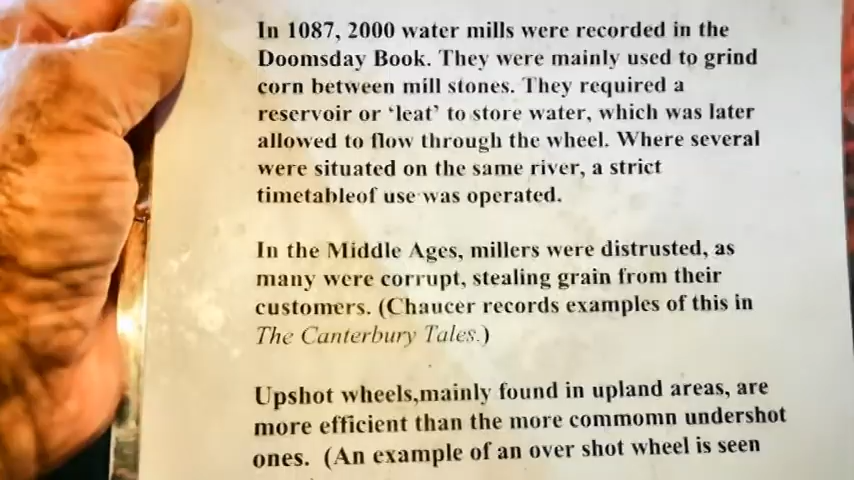 In 1087, 2000 water mills were recorded in the
Doomsday Book. They were mainly used to grind
corn between mill stones. They required a
reservoir or ‘leat’ to store water, which was later
allowed to flow through the wheel. Where several
were situated on the same river, a strict
timetableof use was operated.
In the Middle Ages, millers were distrusted, as
many were corrupt, stealing grain from their
customers. (Chaucer records examples of this in
The Canterbury Tales.)
Upshot wheels,mainly found in upland areas, are
more efficient than the more commomn undershot
ones. (An example of an over shot wheel is seen